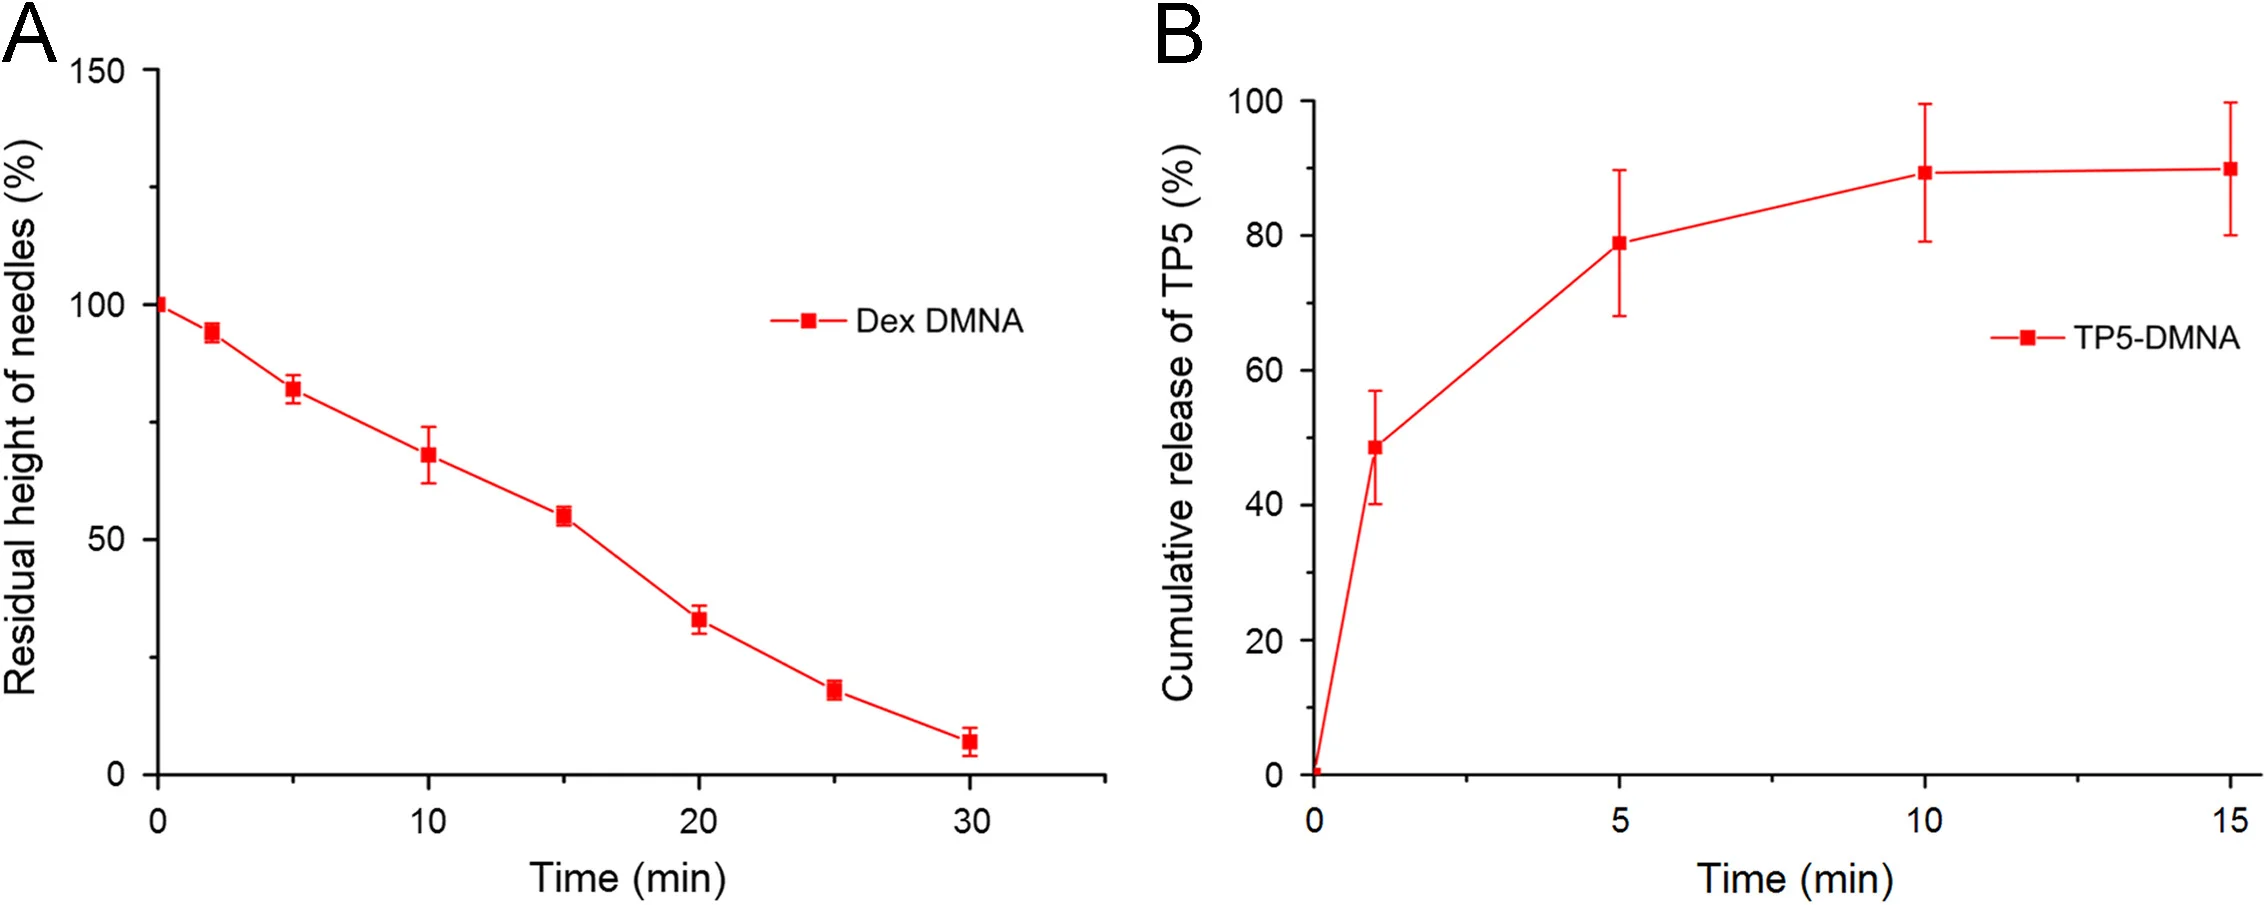 A
150
100
50
0
0
10
20
30
Residual height of needles (%)
Time (min)
Dex DMNA
B
100
80
60
40
20
0
0
5
10
15
Cumulative release of TP5 (%)
Time (min)
TP5-DMNA